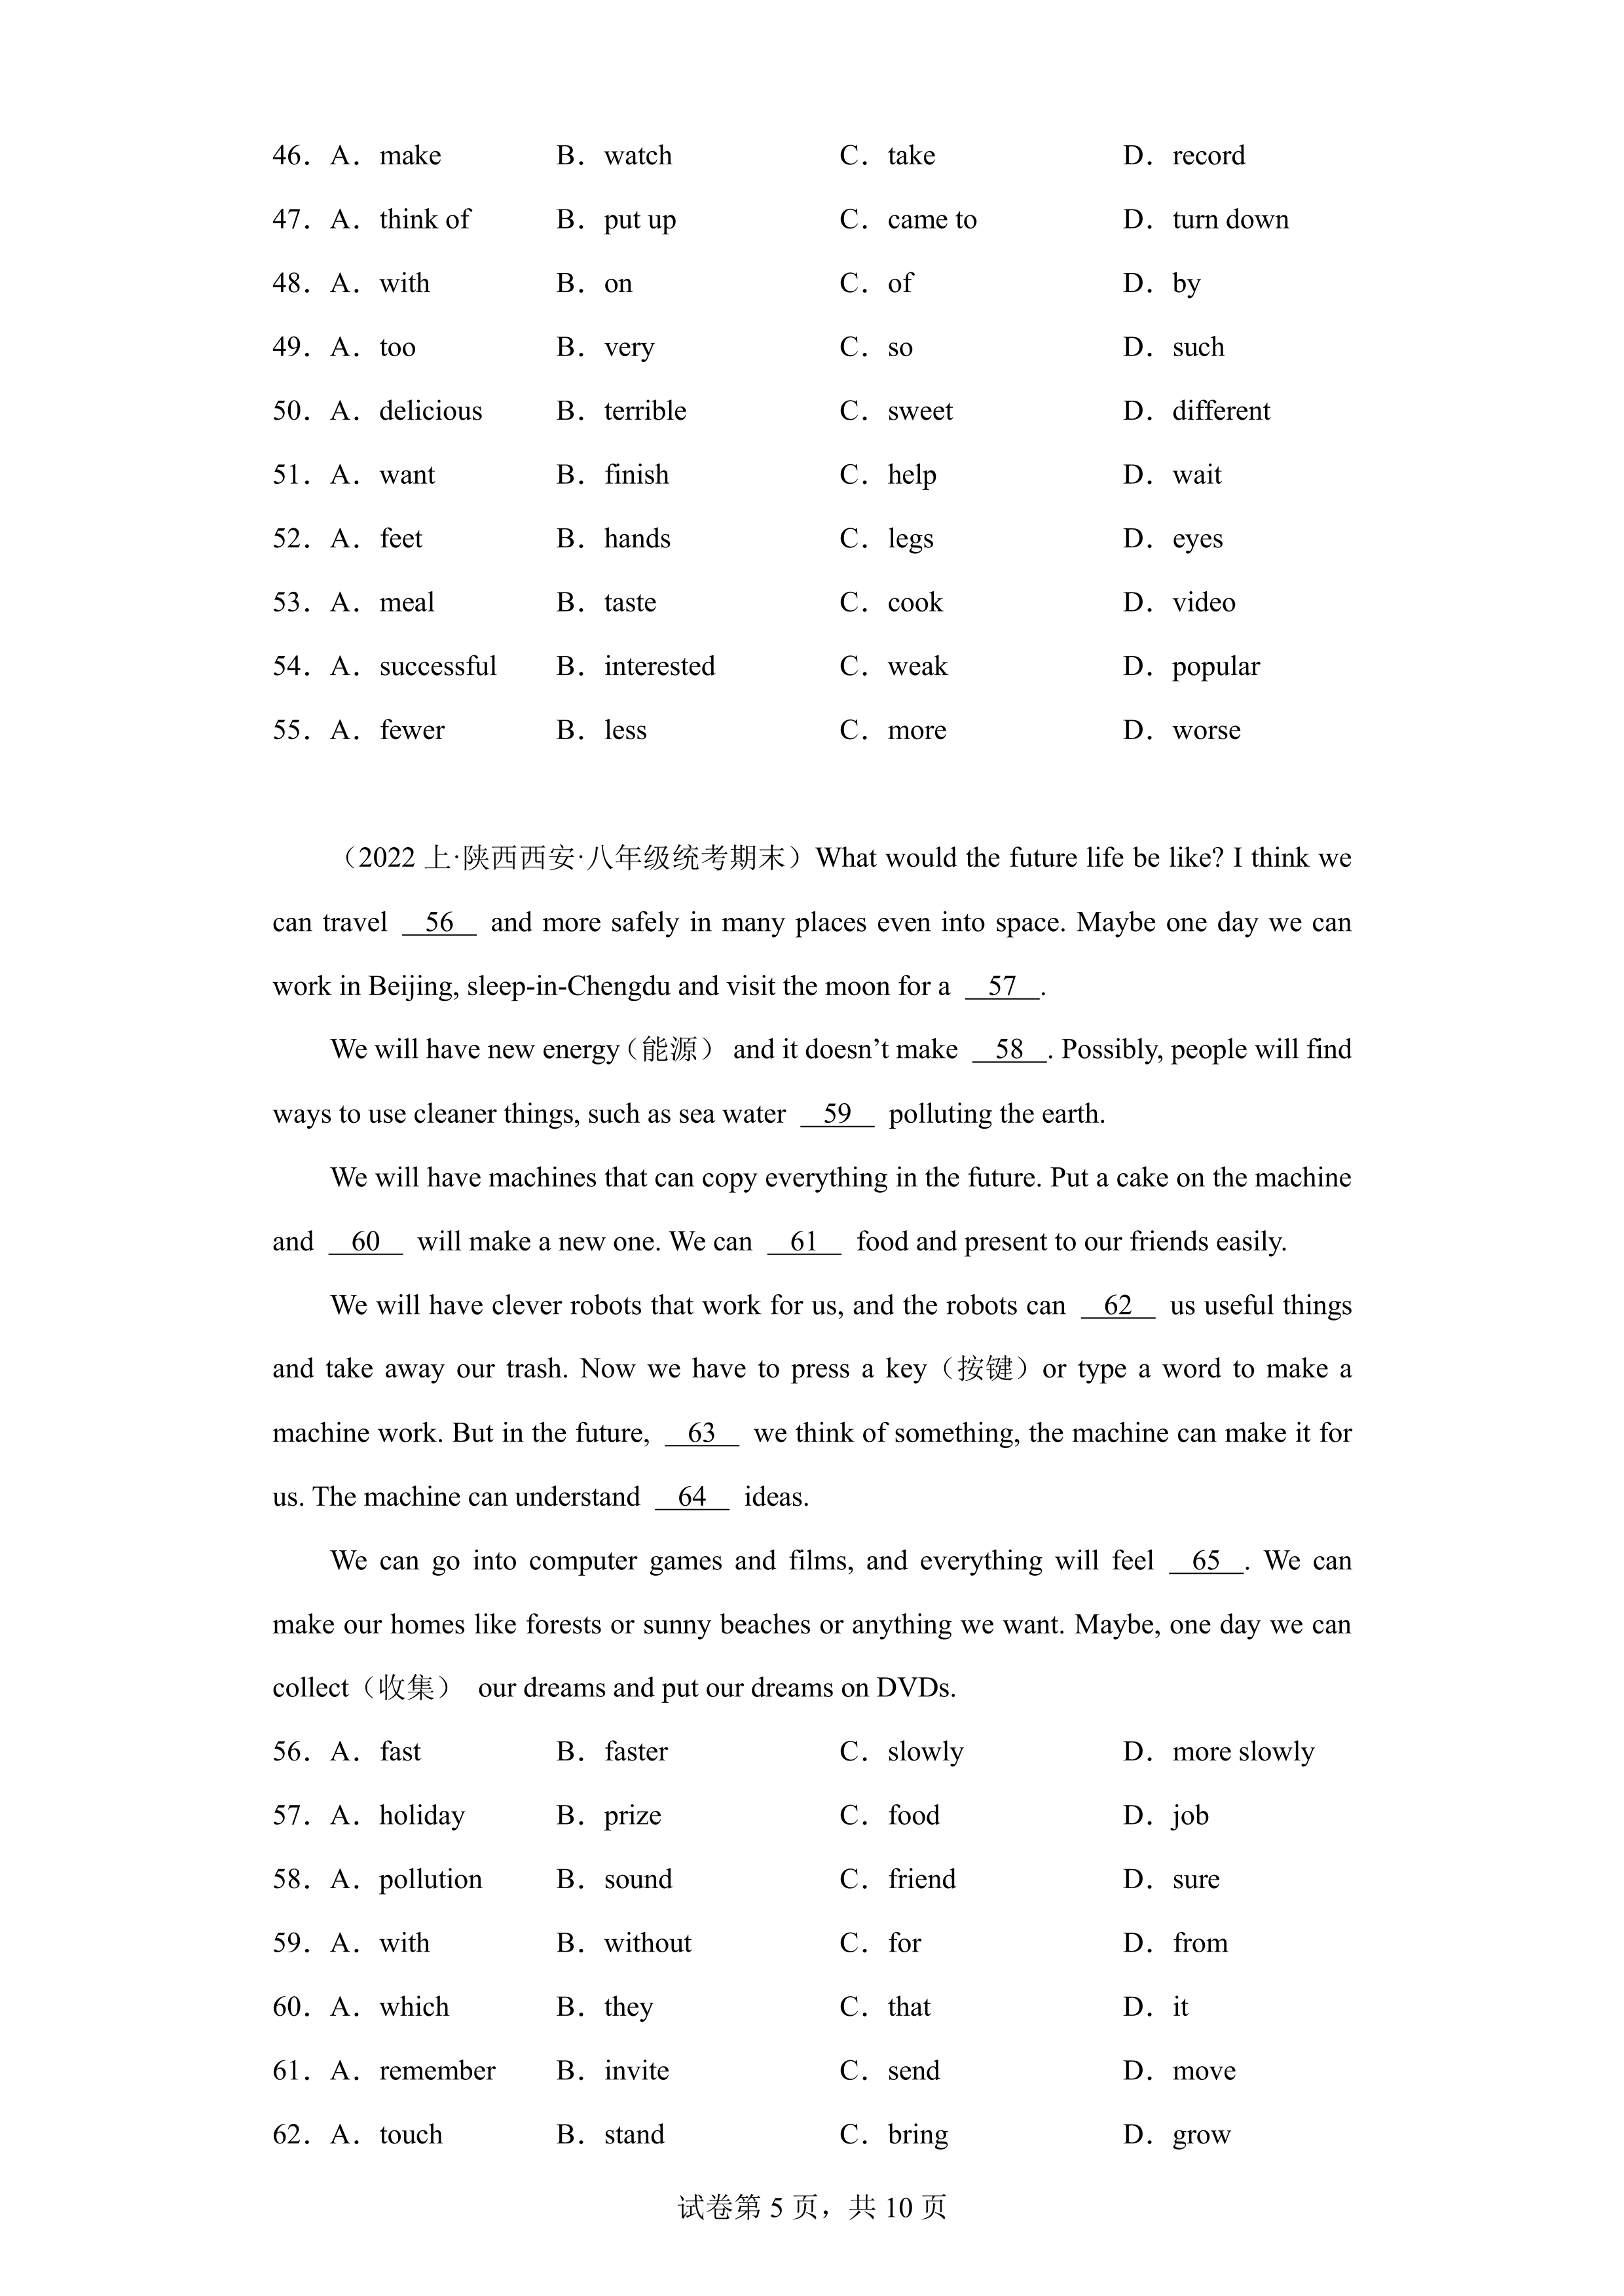 46．A．make B．watch C．take D．record
47．A．think of B．put up C．came to D．turn down
48．A．with B．on C．of D．by
49．A．too B．very C．so D．such
50．A．delicious B．terrible C．sweet D．different
51．A．want B．finish C．help D．wait
52．A．feet B．hands C．legs D．eyes
53．A．meal B．taste C．cook D．video
54．A．successful B．interested C．weak D．popular
55．A．fewer B．less C．more D．worse
（2022 上·陕西西安·八年级统考期末）What would the future life be like? I think we
can travel 56 and more safely in many places even into space. Maybe one day we can
work in Beijing, sleep-in-Chengdu and visit the moon for a 57 .
We will have new energy（能源） and it doesn’t make 58 . Possibly, people will find
ways to use cleaner things, such as sea water 59 polluting the earth.
We will have machines that can copy everything in the future. Put a cake on the machine
and 60 will make a new one. We can 61 food and present to our friends easily.
We will have clever robots that work for us, and the robots can 62 us useful things
and take away our trash. Now we have to press a key（按键）or type a word to make a
machine work. But in the future, 63 we think of something, the machine can make it for
us. The machine can understand 64 ideas.
We can go into computer games and films, and everything will feel 65 . We can
make our homes like forests or sunny beaches or anything we want. Maybe, one day we can
collect（收集） our dreams and put our dreams on DVDs.
56．A．fast B．faster C．slowly D．more slowly
57．A．holiday B．prize C．food D．job
58．A．pollution B．sound C．friend D．sure
59．A．with B．without C．for D．from
60．A．which B．they C．that D．it
61．A．remember B．invite C．send D．move
62．A．touch B．stand C．bring D．grow
试卷第 5 页，共 10 页